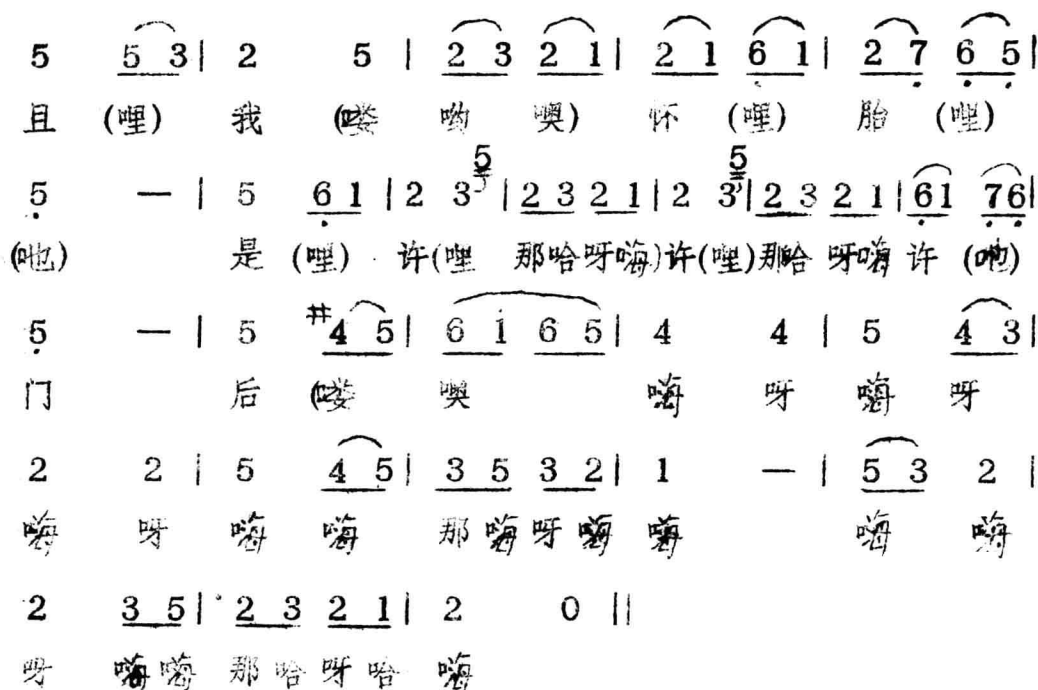 5 5 3 | 2 5 | 2 3 2 1 | 2 1 6 1 | 2 7 6 5 |
且 (哩) 我 (喽 哟 噢) 怀 (哩) 胎 (哩)
5 — | 5 6 1 | 2 3 5 | 2 3 2 1 | 2 3 5 | 2 3 2 1 | 6 1 7 6 |
(吔) 是 (哩) 许(哩 那哈呀嗨)许(哩)那哈 呀嗨 许 (吔)
5 — | 5 #4 5 | 6 1 6 5 | 4 4 | 5 4 3 |
门 后 (喽 噢 嗨 呀 嗨 呀
2 2 | 5 4 5 | 3 5 3 2 | 1 — | 5 3 2 |
嗨 呀 嗨 嗨 那 嗨 呀 嗨 嗨 嗨 嗨
2 3 5 | 2 3 2 1 | 2 0 ||
呀 嗨 嗨 那 哈 呀 哈 嗨